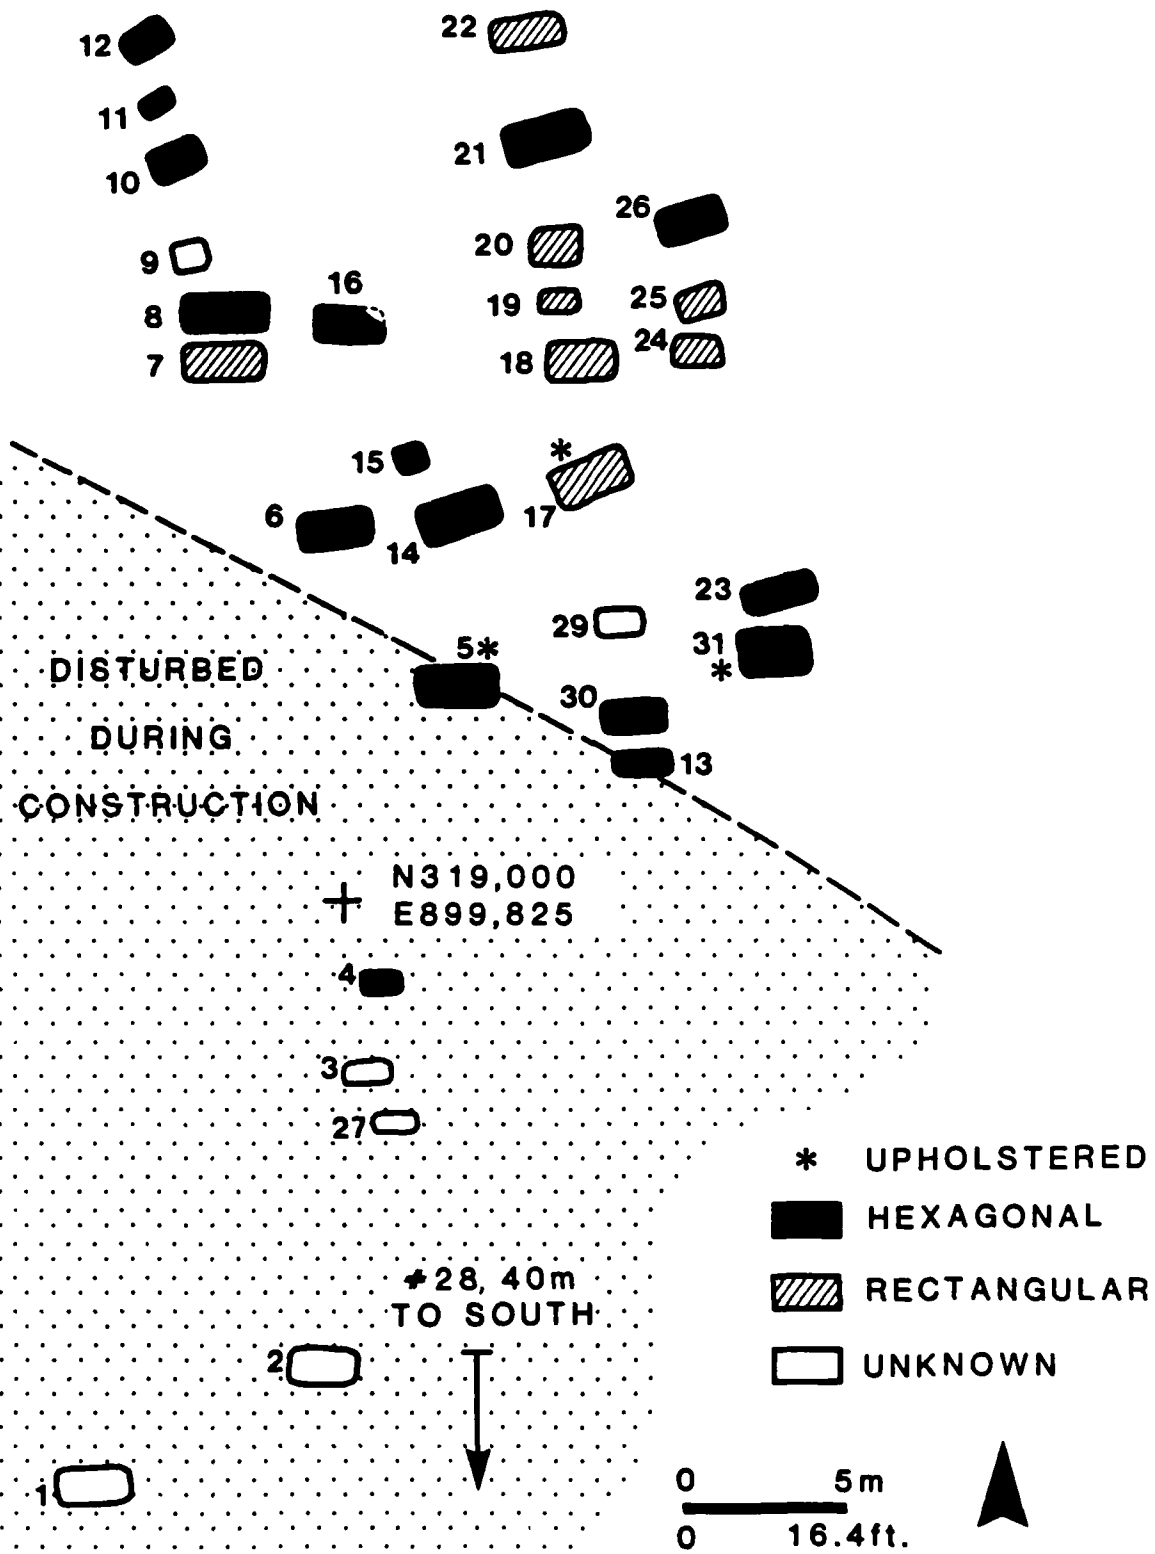 12
22
11
21
10
26
20
9
16
19
25
8
24
7
18
15
*
6
17
14
23
29
5*
31
*
DISTURBED
30
DURING
13
CONSTRUCTION
N319,000
E899,825
4
3
27
* UPHOLSTERED
HEXAGONAL
#28, 40m
TO SOUTH
RECTANGULAR
2
UNKNOWN
1
0 5m
0 16.4ft.